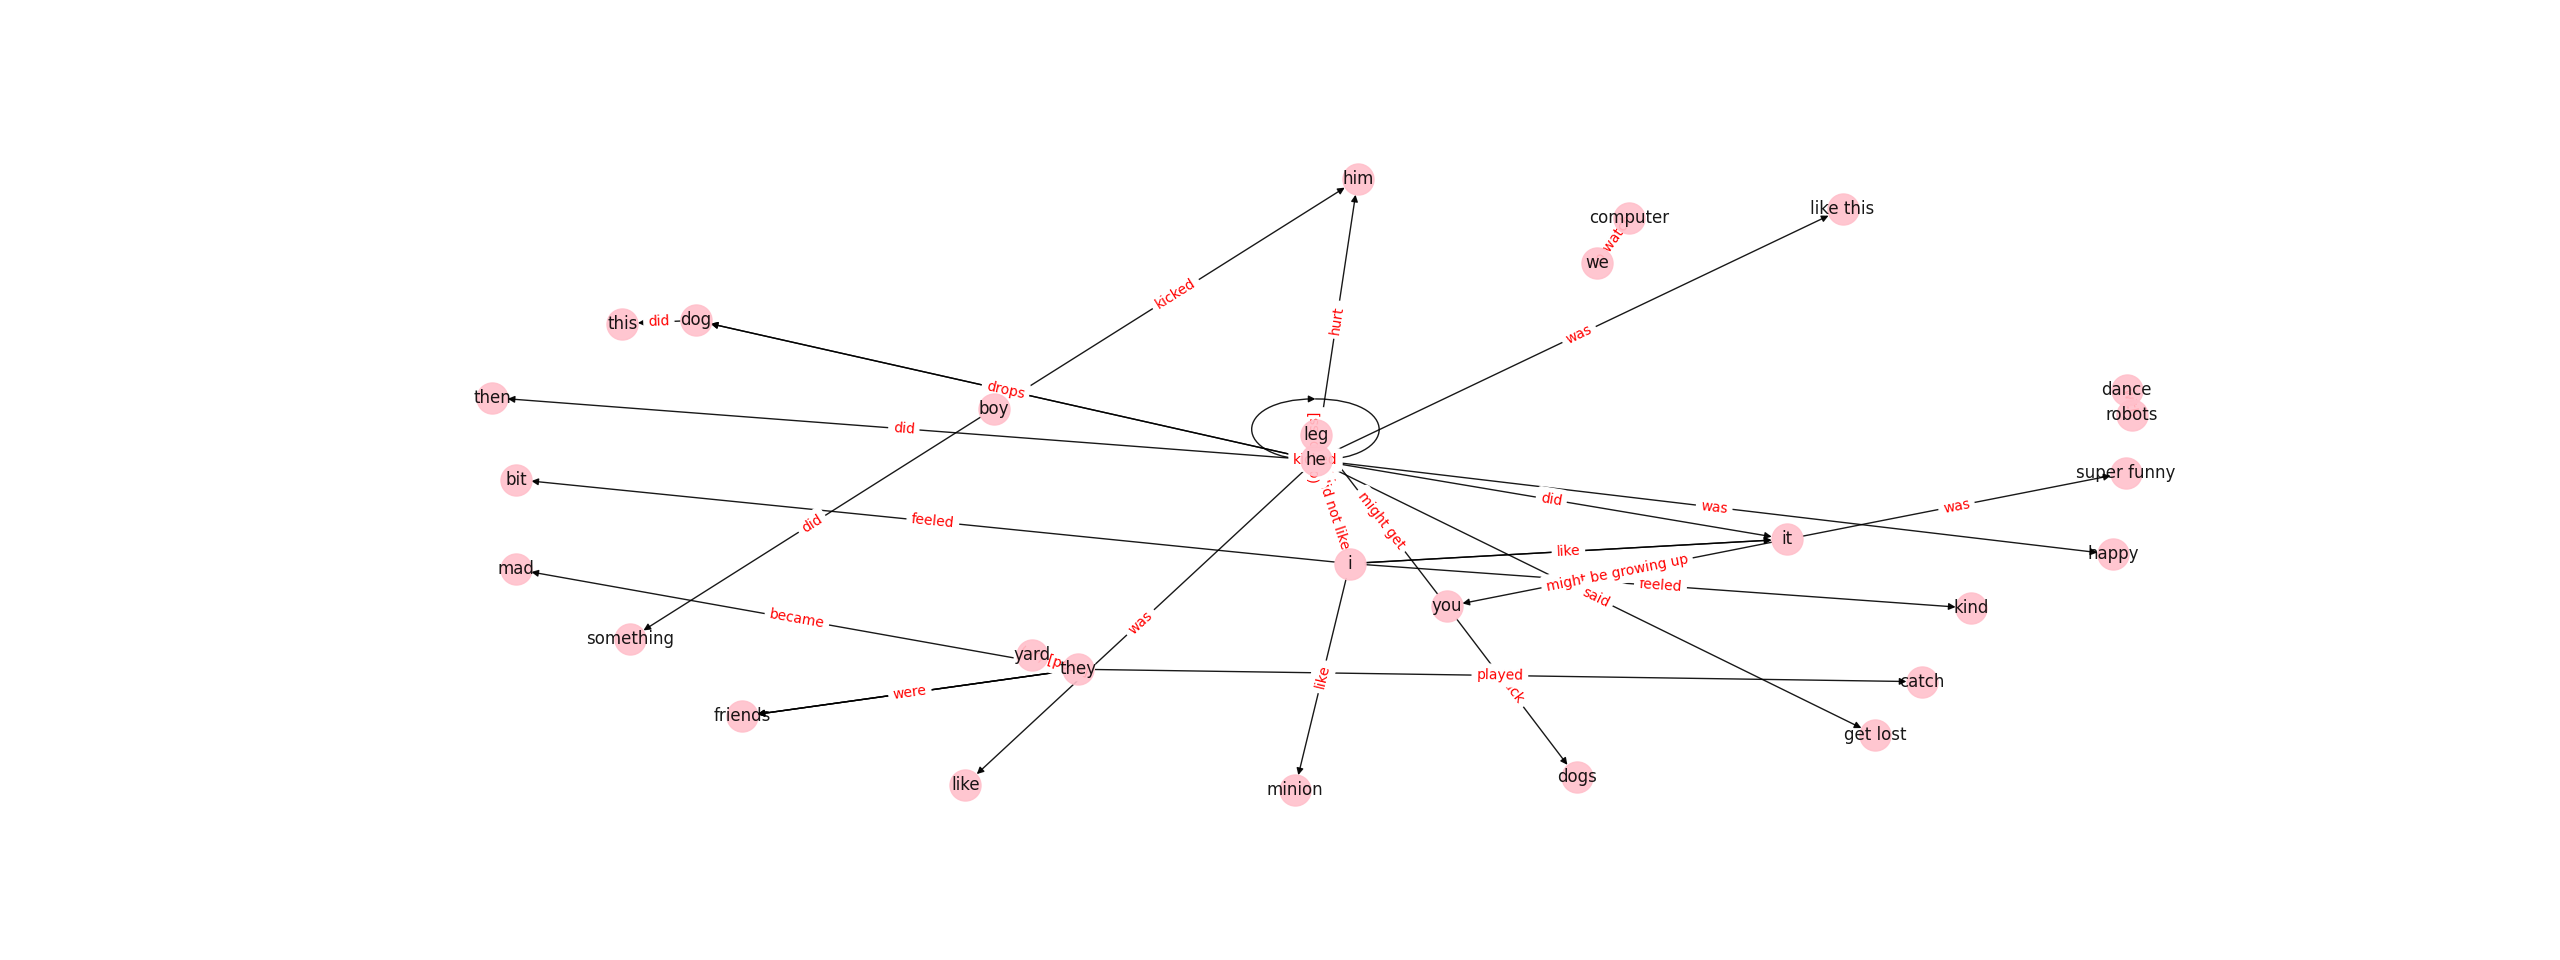 him
computer
like this
wat
we
kicked
hurt
this
did
dog
was
drops
dance
then
boy
robots
did
leg
he
super funny
bit
did
was
was
feeled
did
did not like
might get
it
like
happy
mad
i
might be growing up
feeled
said
you
kind
became
was
something
yard
[p
they
like
played
catch
were
friends
get lost
like
minion
dogs